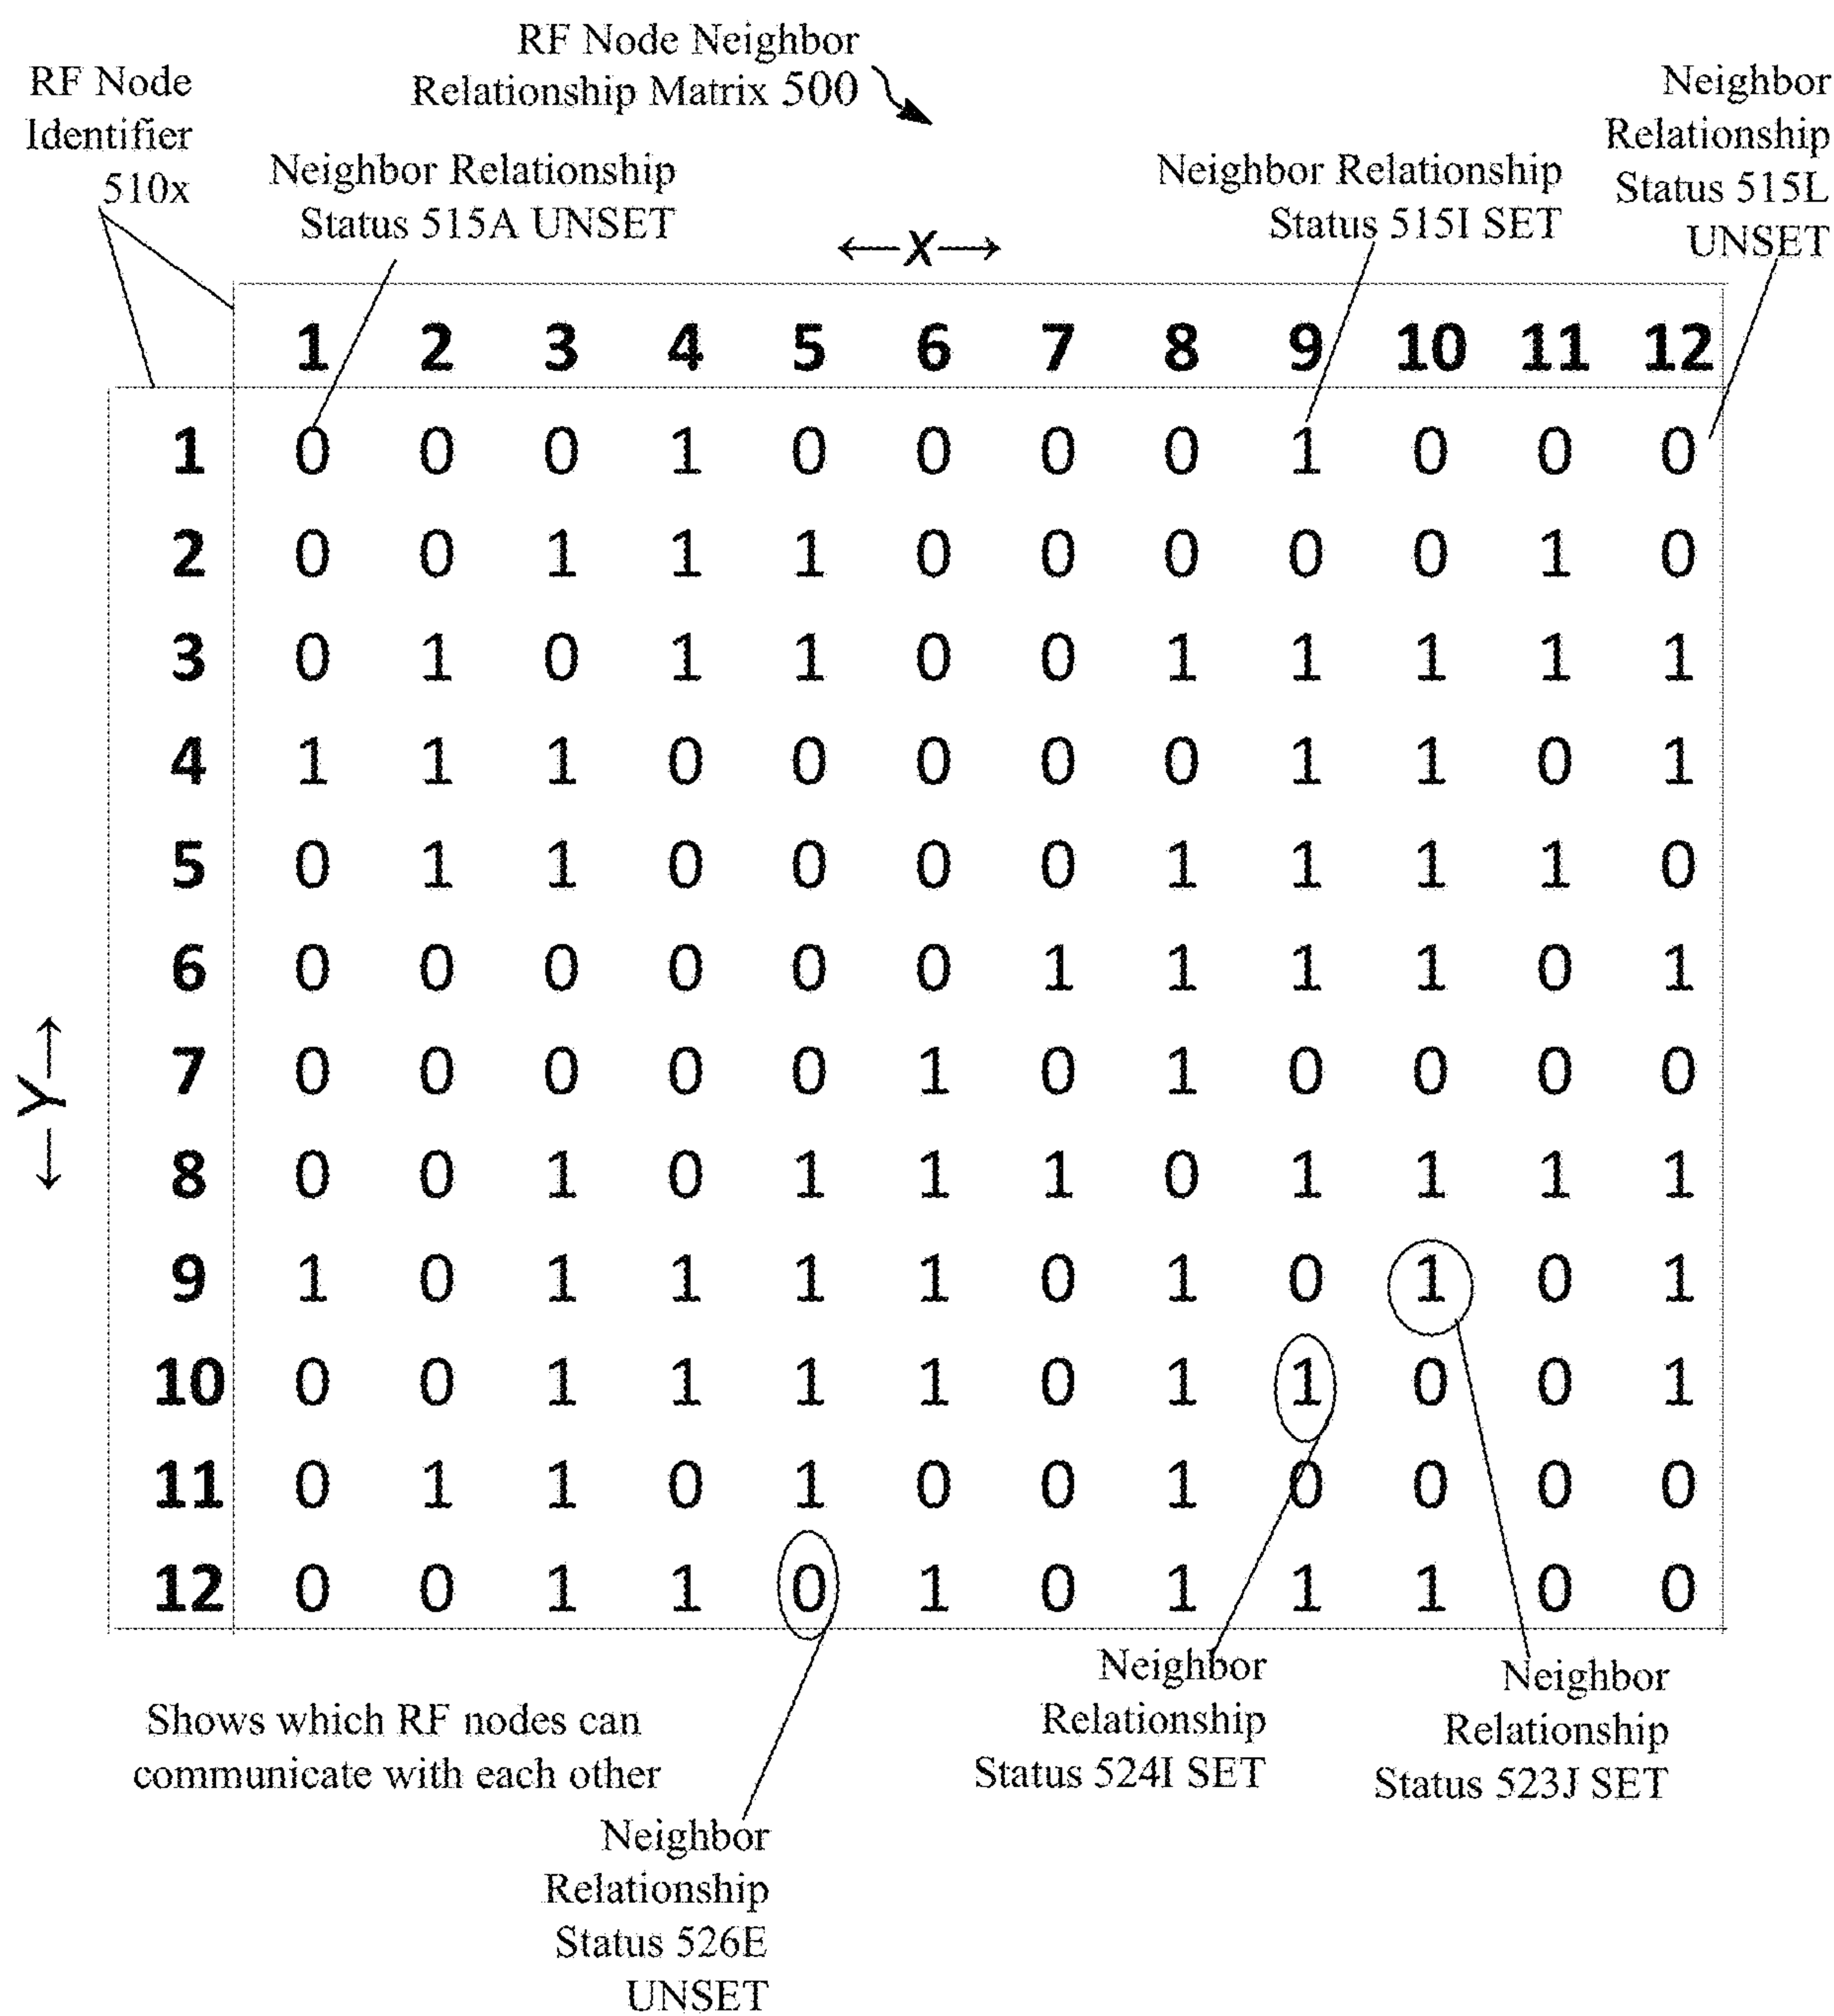 RF Node Neighbor
Relationship Matrix 500
RF Node
Identifier
510x
Neighbor Relationship
Status 515A UNSET
←X→
Neighbor Relationship
Status 515I SET
Neighbor
Relationship
Status 515L
UNSET
1 2 3 4 5 6 7 8 9 10 11 12
1 0 0 0 1 0 0 0 0 1 0 0 0
2 0 0 1 1 1 0 0 0 0 0 1 0
3 0 1 0 1 1 0 0 1 1 1 1 1
4 1 1 1 0 0 0 0 0 1 1 0 1
5 0 1 1 0 0 0 0 1 1 1 1 0
6 0 0 0 0 0 0 1 1 1 1 0 1
7 0 0 0 0 0 1 0 1 0 0 0 0
8 0 0 1 0 1 1 1 0 1 1 1 1
9 1 0 1 1 1 1 0 1 0 1 0 1
10 0 0 1 1 1 1 0 1 1 0 0 1
11 0 1 1 0 1 0 0 1 0 0 0 0
12 0 0 1 1 0 1 0 1 1 1 0 0
←Y→
Shows which RF nodes can
communicate with each other
Neighbor
Relationship
Status 526E
UNSET
Neighbor
Relationship
Status 524I SET
Neighbor
Relationship
Status 523J SET